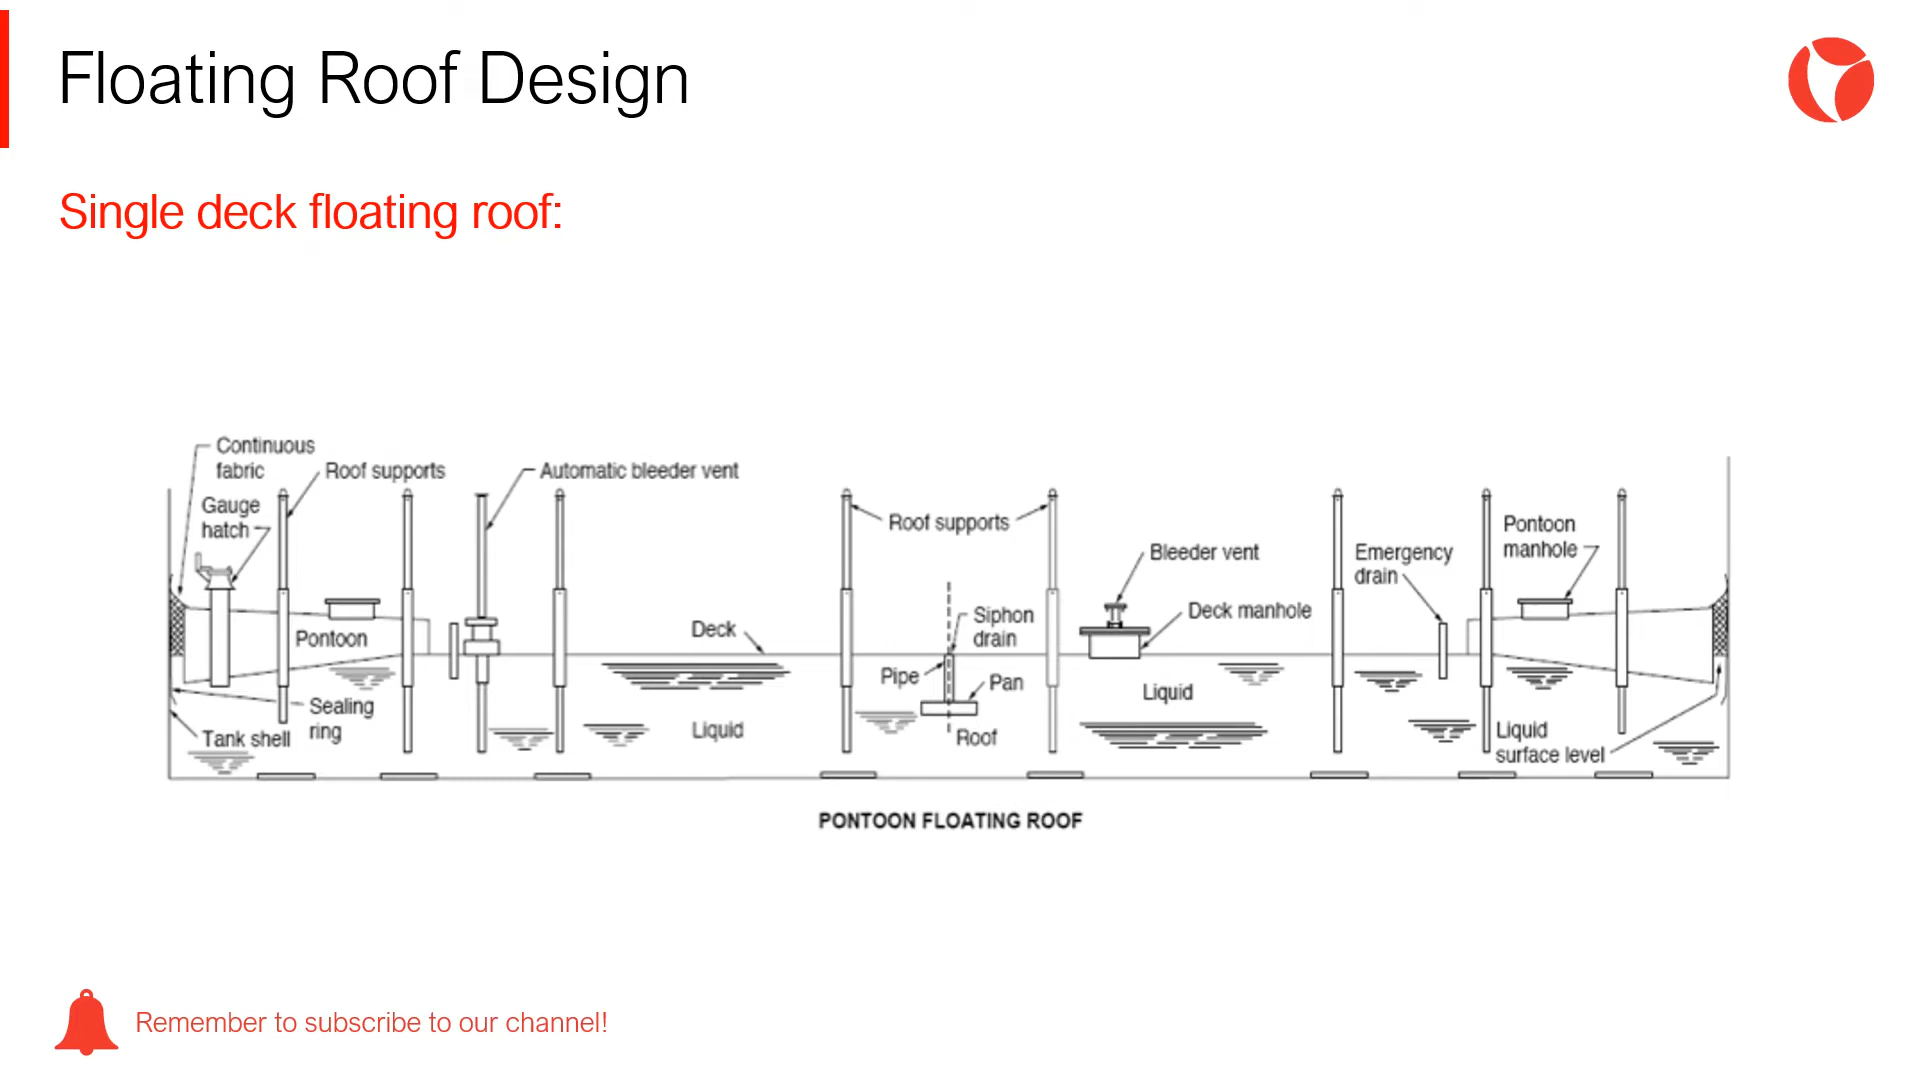 Floating Roof Design
Single deck floating roof:
Continuous
fabric
Roof supports
Automatic bleeder vent
Gauge
hatch
Roof supports
Pontoon
manhole
Bleeder vent
Emergency
drain
Deck manhole
Siphon
drain
Deck
Pontoon
Pipe
Pan
Liquid
Sealing
ring
Tank shell
Liquid
Roof
Liquid
surface level
PONTOON FLOATING ROOF
Remember to subscribe to our channel!